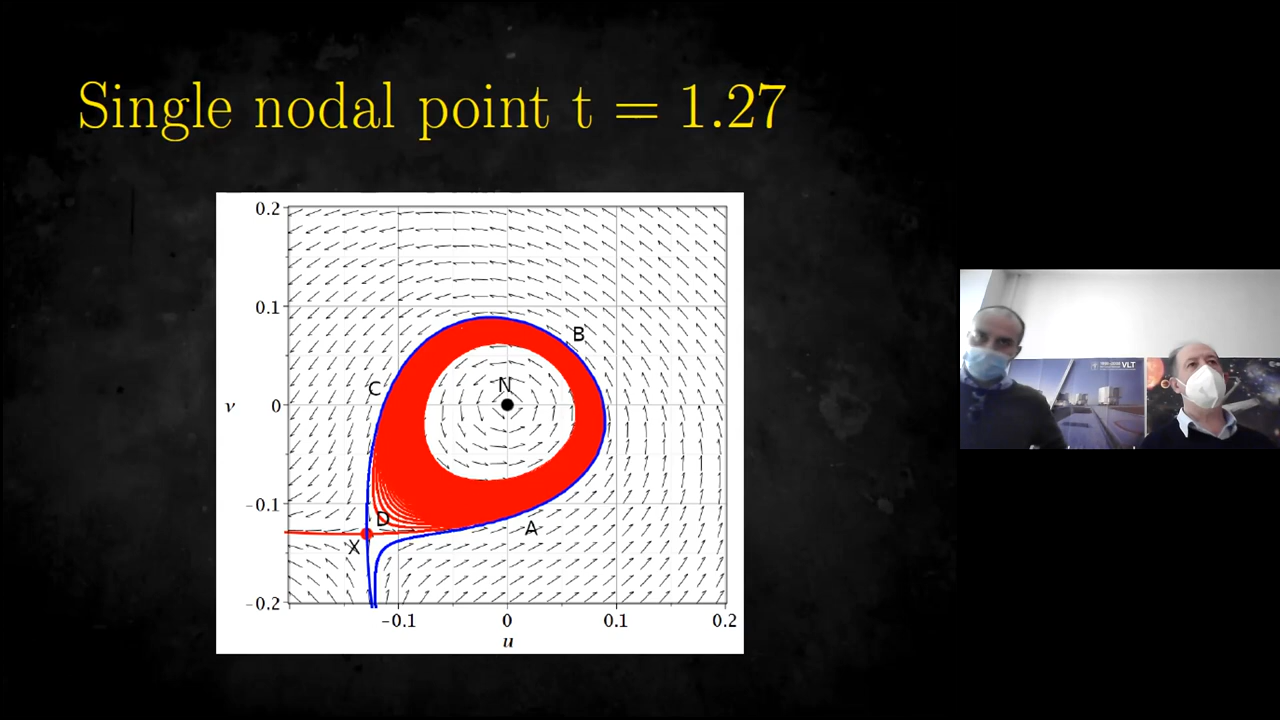 Single nodal point t = 1.27
0.2
B
0.1
C
N
ν 0
-0.1
D
A
X
-0.2
-0.1 0 0.1 0.2
u
VLT